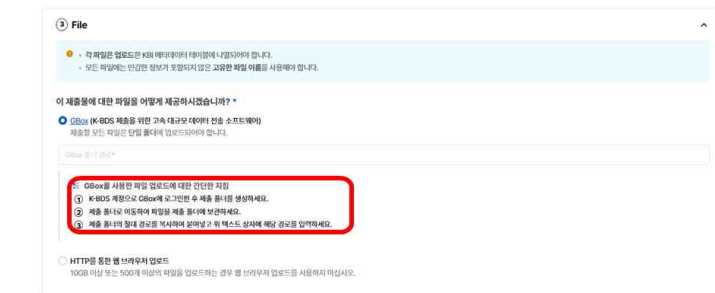 ③ File
• 각 파일은 업로드한 KBI 메타데이터 테이블에 나열되어야 합니다.
• 모든 파일에는 민감한 정보가 포함되지 않은 고유한 파일 이름을 사용해야 합니다.
이 제출물에 대한 파일을 어떻게 제공하시겠습니까? *
GBox (K-BDS 제출을 위한 고속 대규모 데이터 전송 소프트웨어)
제출할 모든 파일은 단일 폴더에 업로드되어야 합니다.
GBox 폴더 경로*
GBox를 사용한 파일 업로드에 대한 간단한 지침
① K-BDS 계정으로 GBox에 로그인한 후 제출 폴더를 생성하세요.
② 제출 폴더로 이동하여 파일을 제출 폴더에 보관하세요.
③ 제출 폴더의 절대 경로를 복사하여 붙여넣고 위 텍스트 상자에 해당 경로를 입력하세요.
HTTP를 통한 웹 브라우저 업로드
10GB 이상 또는 500개 이상의 파일을 업로드하는 경우 웹 브라우저 업로드를 사용하지 마십시오.